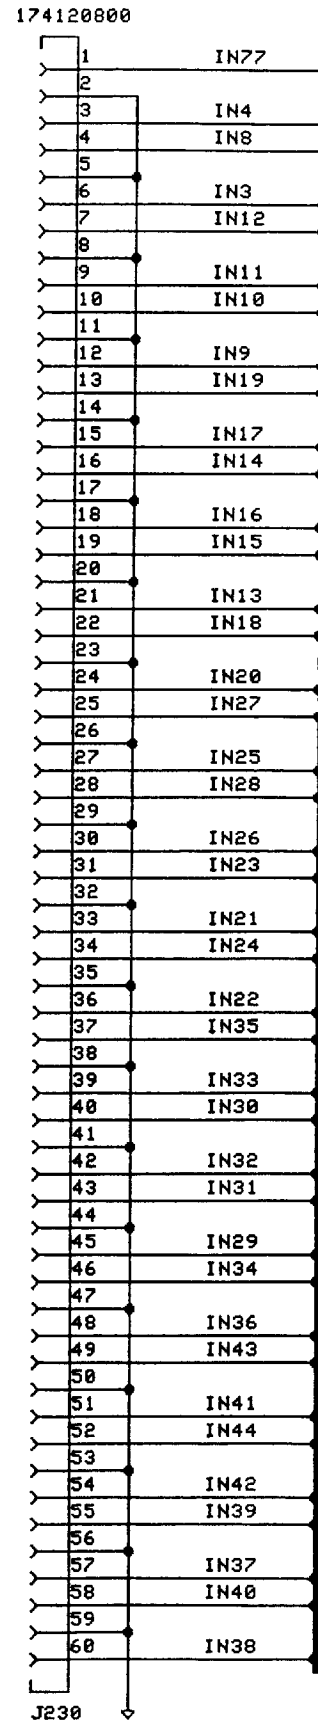 174120800
1 IN77
2
3 IN4
4 IN8
5
6 IN3
7 IN12
8
9 IN11
10 IN10
11
12 IN9
13 IN19
14
15 IN17
16 IN14
17
18 IN16
19 IN15
20
21 IN13
22 IN18
23
24 IN20
25 IN27
26
27 IN25
28 IN28
29
30 IN26
31 IN23
32
33 IN21
34 IN24
35
36 IN22
37 IN35
38
39 IN33
40 IN30
41
42 IN32
43 IN31
44
45 IN29
46 IN34
47
48 IN36
49 IN43
50
51 IN41
52 IN44
53
54 IN42
55 IN39
56
57 IN37
58 IN40
59
60 IN38
J230